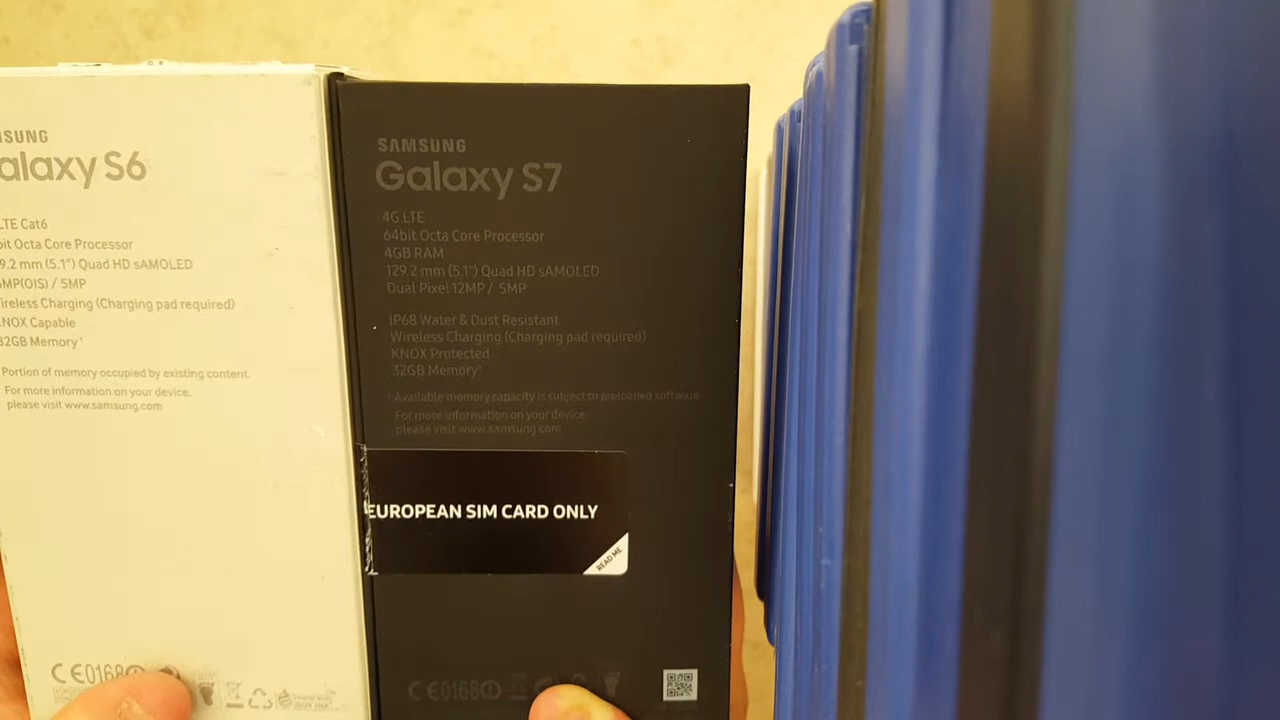 SUNG
alaxy S6
LTE Cat6
bit Octa Core Processor
9.2 mm (5.1") Quad HD sAMOLED
MP(OIS) / 5MP
ireless Charging (Charging pad required)
NOX Capable
32GB Memory¹
Portion of memory occupied by existing content.
For more information on your device,
please visit www.samsung.com
CE0168
SAMSUNG
Galaxy S7
4G LTE
64bit Octa Core Processor
4GB RAM
129.2 mm (5.1") Quad HD sAMOLED
Dual Pixel 12MP / 5MP
IP68 Water & Dust Resistant
Wireless Charging (Charging pad required)
KNOX Protected
32GB Memory¹
¹ Available memory capacity is subject to preloaded software.
For more information on your device,
please visit www.samsung.com
EUROPEAN SIM CARD ONLY
READ ME
CE0168